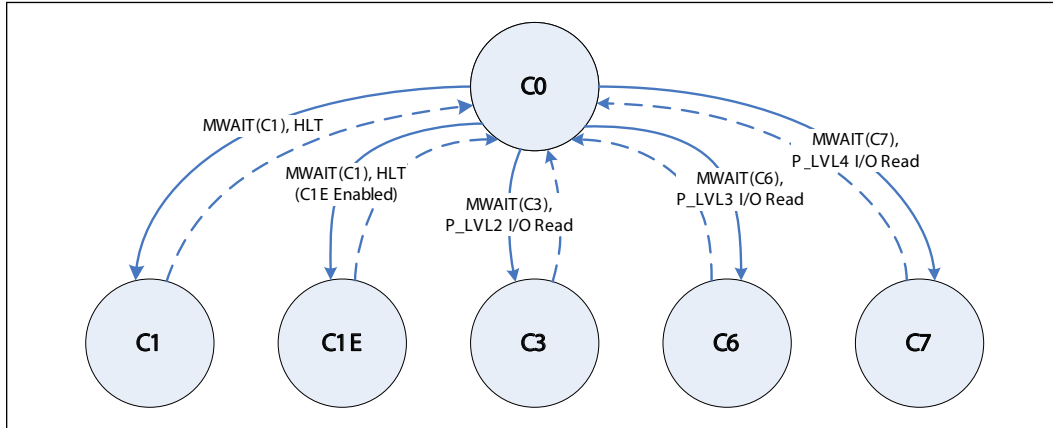 C0
MWAIT(C1), HLT
MWAIT(C1), HLT
(C1E Enabled)
MWAIT(C3),
P_LVL2 I/O Read
MWAIT(C6),
P_LVL3 I/O Read
MWAIT(C7),
P_LVL4 I/O Read
C1
C1E
C3
C6
C7